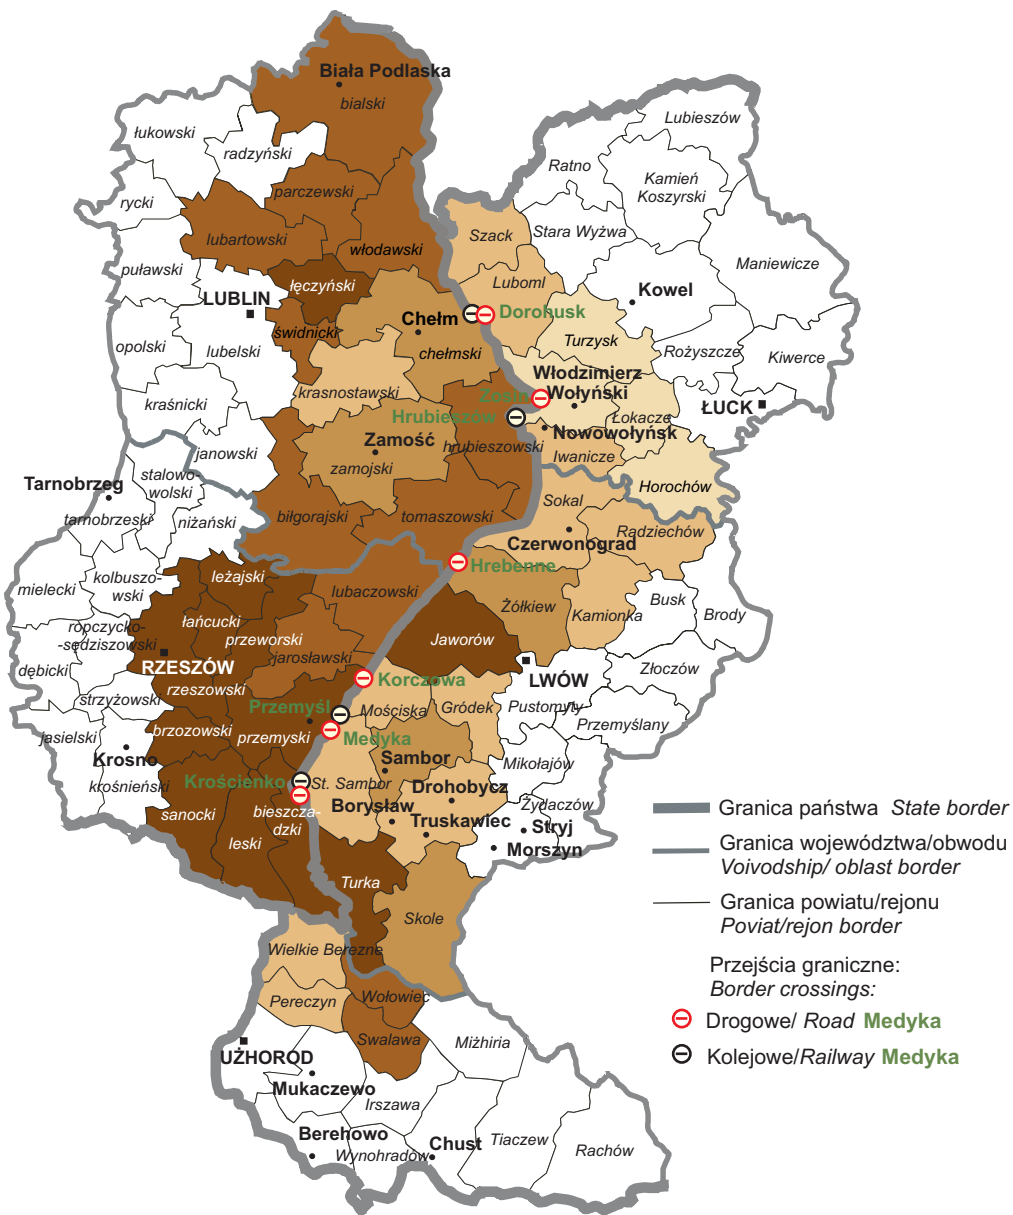 Biała Podlaska
bialski
Lubieszów
łukowski
radzyński
Ratno
Kamień
Koszyrski
parczewski
rycki
Szack
Stara Wyżwa
lubartowski
włodawski
Maniewicze
puławski
łęczyński
Luboml
Kowel
LUBLIN
Chełm
Dorohusk
świdnicki
Turzysk
opolski
lubelski
chełmski
Rożyszcze
Kiwerce
Włodzimierz
Wołyński
krasnostawski
Zosin
kraśnicki
ŁUCK
Hrubieszów
Łokacze
Nowowołyńsk
Zamość
hrubieszowski
janowski
Iwanicze
zamojski
stalowo-
wolski
Tarnobrzeg
Horochów
Sokal
tarnobrzeski
niżański
biłgorajski
tomaszowski
Radziechów
Czerwonograd
Hrebenne
leżajski
kolbuszo-
wski
mielecki
lubaczowski
Żółkiew
Busk
Kamionka
Brody
łańcucki
ropczycko-
-sędziszowski
przeworski
Jaworów
jarosławski
RZESZÓW
Złoczów
dębicki
LWÓW
Korczowa
rzeszowski
strzyżowski
Pustomyty
Przemyśl
Mościska
Gródek
Przemyślany
brzozowski
przemyski
Medyka
jasielski
Krosno
Sambor
Mikołajów
krośnieński
Krościenko
St. Sambor
Drohobycz
Borysław
Żydaczów
sanocki
bieszcza-
dzki
Truskawiec
Stryj
leski
Morszyn
Granica państwa State border
Granica województwa/obwodu
Voivodship/ oblast border
Turka
Granica powiatu/rejonu
Poviat/rejon border
Skole
Wielkie Berezne
Przejścia graniczne:
Border crossings:
Pereczyn
Wołowiec
Drogowe/ Road Medyka
Swalawa
Miżhiria
UŻHOROD
Kolejowe/Railway Medyka
Mukaczewo
Irszawa
Berehowo
Chust
Tiaczew
Rachów
Wynohradów